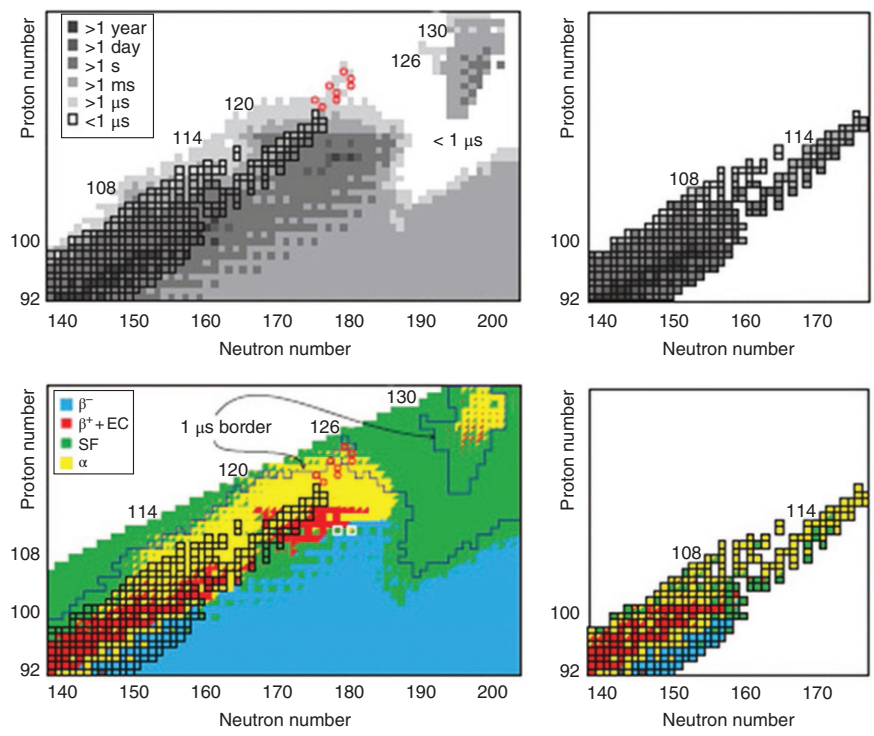 >1 year
>1 day
>1 s
>1 ms
>1 μs
<1 μs
130
126
120
114
108
< 1 μs
100
92
140 150 160 170 180 190 200
Neutron number
Proton number
114
108
100
92
140 150 160 170
Neutron number
Proton number
β⁻
β⁺ + EC
SF
α
1 μs border
130
126
120
114
108
100
92
140 150 160 170 180 190 200
Neutron number
Proton number
114
108
100
92
140 150 160 170
Neutron number
Proton number